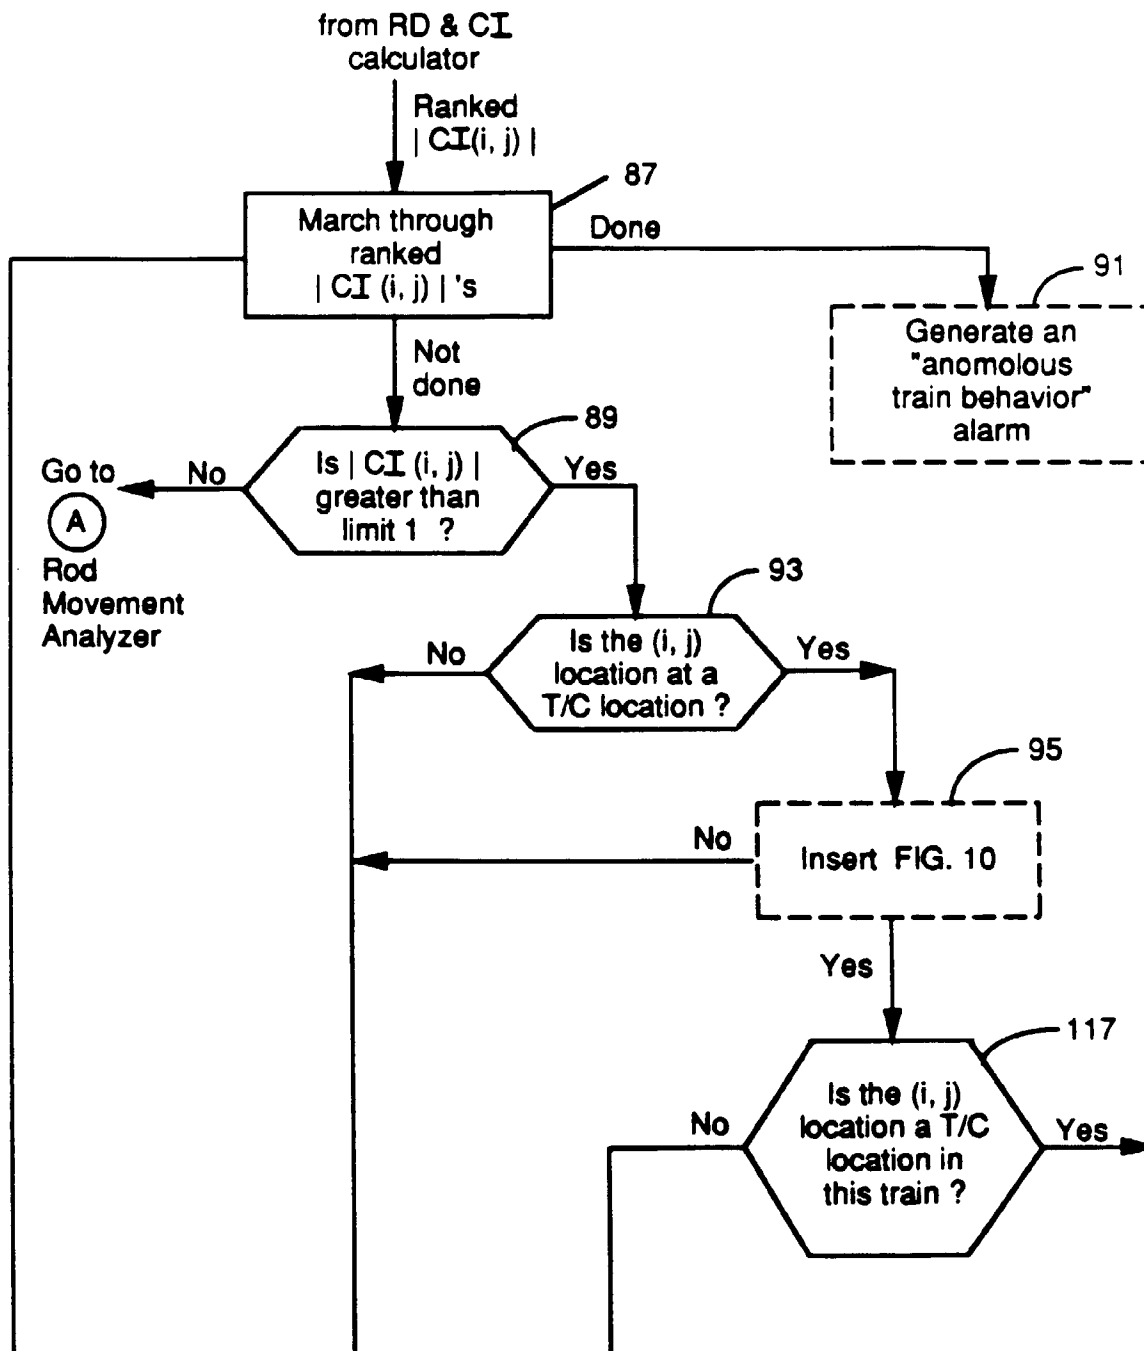 from RD & CI
calculator
Ranked
| CI(i, j) |
87
March through
ranked
| CI (i, j) | 's
Done
91
Generate an
"anomolous
train behavior"
alarm
Not
done
89
Is | CI (i, j) |
greater than
limit 1 ?
No
Yes
Go to
A
Rod
Movement
Analyzer
93
Is the (i, j)
location at a
T/C location ?
No
Yes
95
Insert FIG. 10
No
Yes
117
Is the (i, j)
location a T/C
location in
this train ?
No
Yes